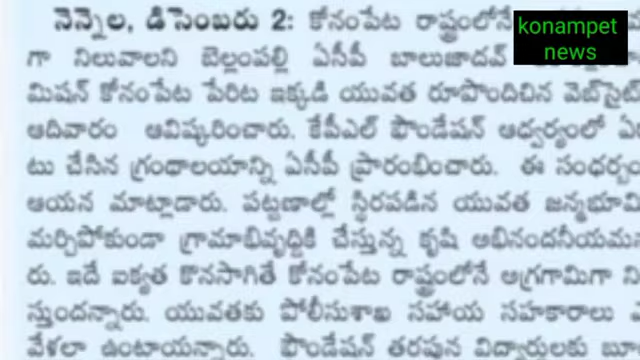 నెన్నెల, డిసెంబరు 2: కోనంపేట రాష్ట్రంలోనే
konampet
news
గా నిలువాలని బెల్లంపల్లి ఏసీపీ బాలుజాదవ్
మిషన్ కోనంపేట పేరిట ఇక్కడి యువత రూపొందించిన వెబ్‌సైట్
ఆదివారం ఆవిష్కరించారు. కేపీఎల్ ఫౌండేషన్ ఆధ్వర్యంలో ఏ
టు చేసిన గ్రంథాలయాన్ని ఏసీపీ ప్రారంభించారు. ఈ సందర్భం
ఆయన మాట్లాడారు. పట్టణాల్లో స్థిరపడిన యువత జన్మభూమి
మర్చిపోకుండా గ్రామాభివృద్ధికి చేస్తున్న కృషి అభినందనీయమ
రు. ఇదే ఐక్యత కొనసాగితే కోనంపేట రాష్ట్రంలోనే అగ్రగామిగా ని
స్తుందన్నారు. యువతకు పోలీసుశాఖ సహాయ సహకారాలు
వేళలా ఉంటాయన్నారు. ఫౌండేషన్ తరపున విద్యార్థులకు